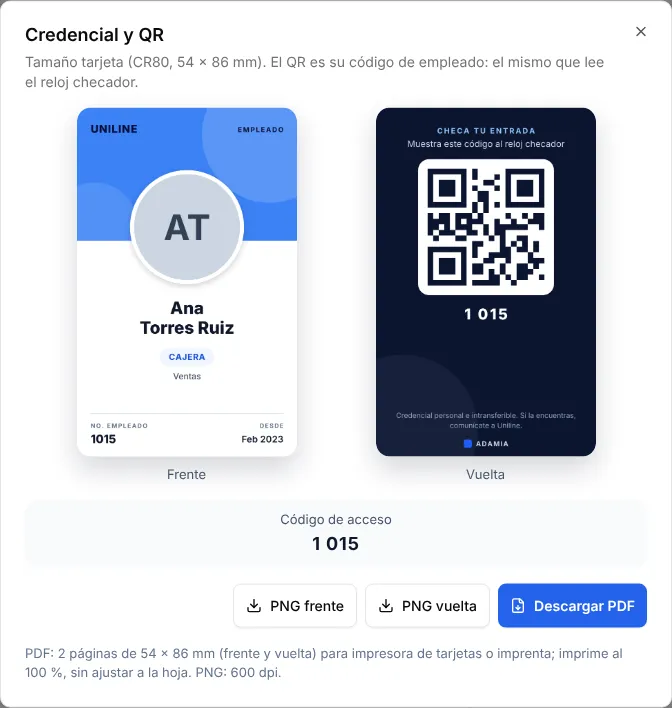 Credencial y QR
Tamaño tarjeta (CR80, 54 × 86 mm). El QR es su código de empleado: el mismo que lee
el reloj checador.
UNILINE
EMPLEADO
AT
Ana
Torres Ruiz
CAJERA
Ventas
NO. EMPLEADO
DESDE
1015
Feb 2023
Frente
CHECA TU ENTRADA
Muestra este código al reloj checador
1 015
Credencial personal e intransferible. Si la encuentras,
comunícate a Uniline.
ADAMIA
Vuelta
Código de acceso
1 015
PNG frente
PNG vuelta
Descargar PDF
PDF: 2 páginas de 54 × 86 mm (frente y vuelta) para impresora de tarjetas o imprenta; imprime al
100 %, sin ajustar a la hoja. PNG: 600 dpi.